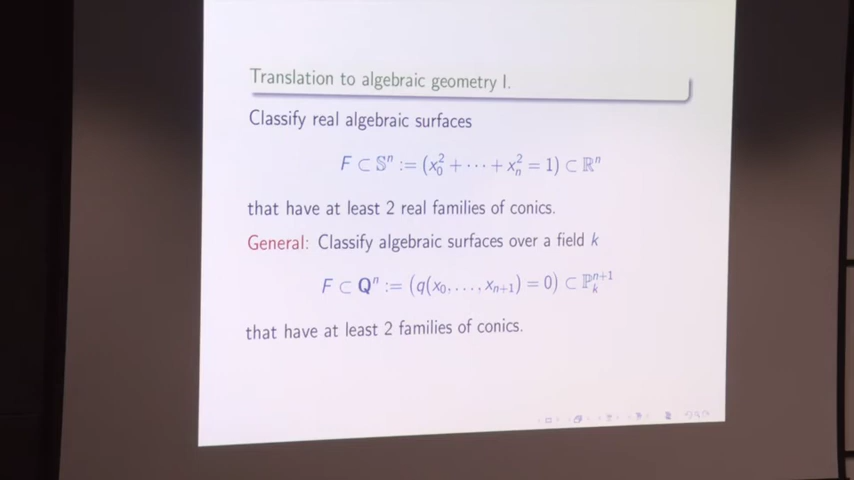 Translation to algebraic geometry I.
Classify real algebraic surfaces
F ⊂ 𝕊ⁿ := (x₀² + ⋯ + xₙ² = 1) ⊂ ℝⁿ
that have at least 2 real families of conics.
General: Classify algebraic surfaces over a field k
F ⊂ 𝐐ⁿ := (q(x₀, …, xₙ₊₁) = 0) ⊂ ℙₖⁿ⁺¹
that have at least 2 families of conics.